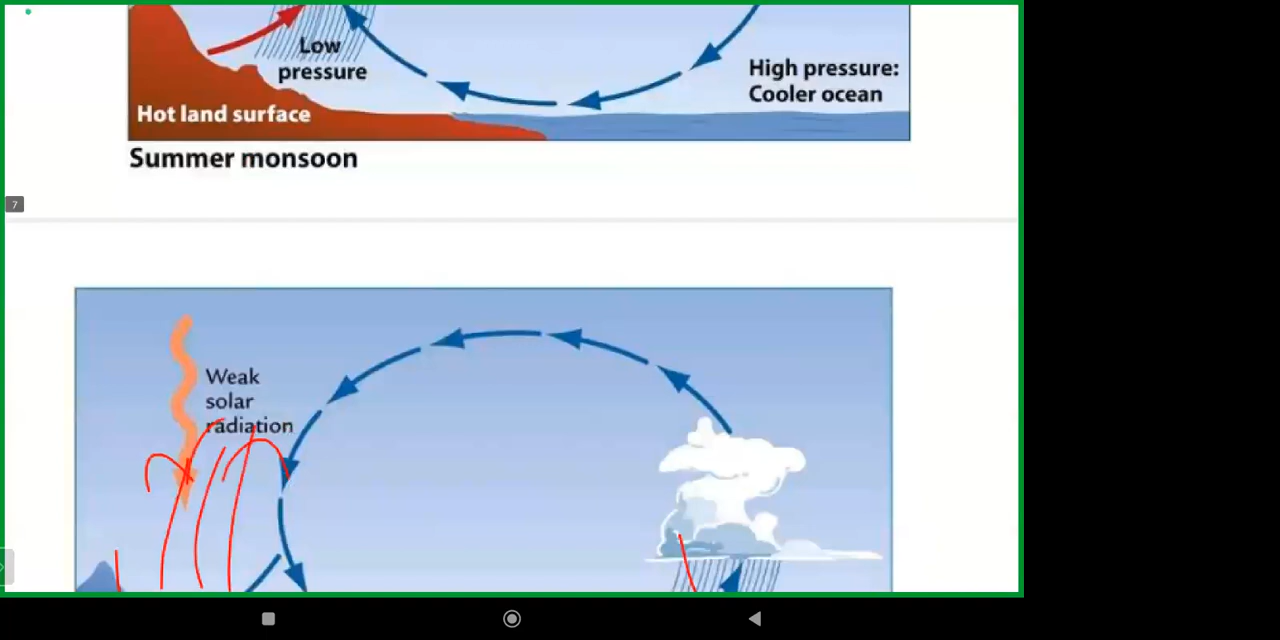 Low
pressure
High pressure:
Cooler ocean
Hot land surface
Summer monsoon
7
Weak
solar
radiation